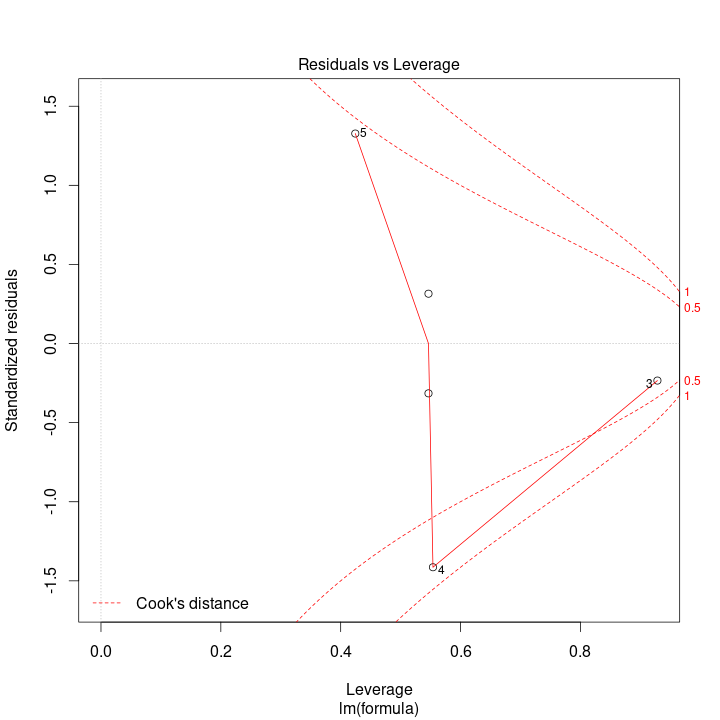 Residuals vs Leverage
Standardized residuals
1.5
1.0
0.5
0.0
-0.5
-1.0
-1.5
5
3
4
1
0.5
0.5
1
Cook's distance
0.0 0.2 0.4 0.6 0.8
Leverage
lm(formula)